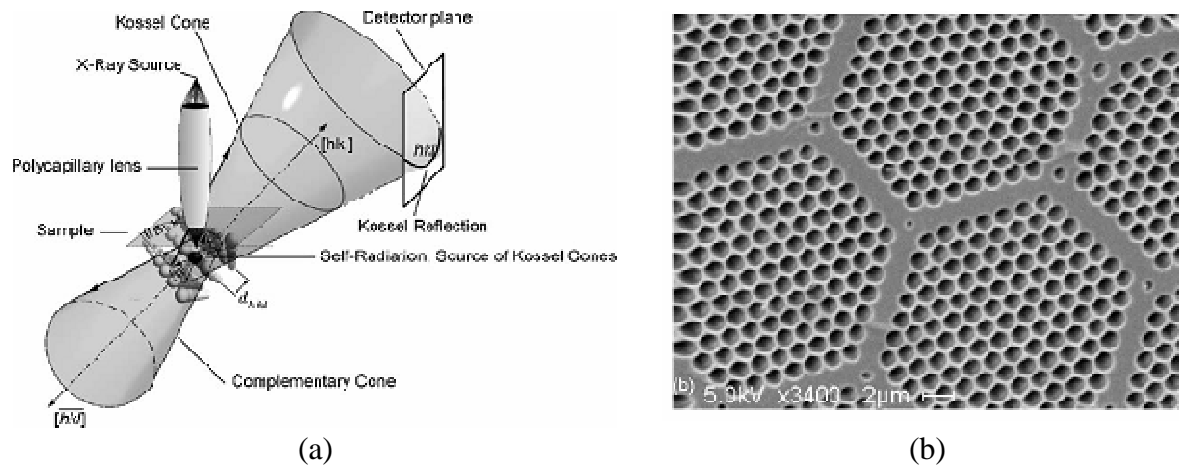 Kossel Cone
Detector plane
X-Ray Source
[hk]
Polycapillary lens
Kossel Reflection
Sample
Self-Radiation: Source of Kossel Cones
d
Complementary Cone
(b) 5.0kV x3400 2µm
(a)
(b)